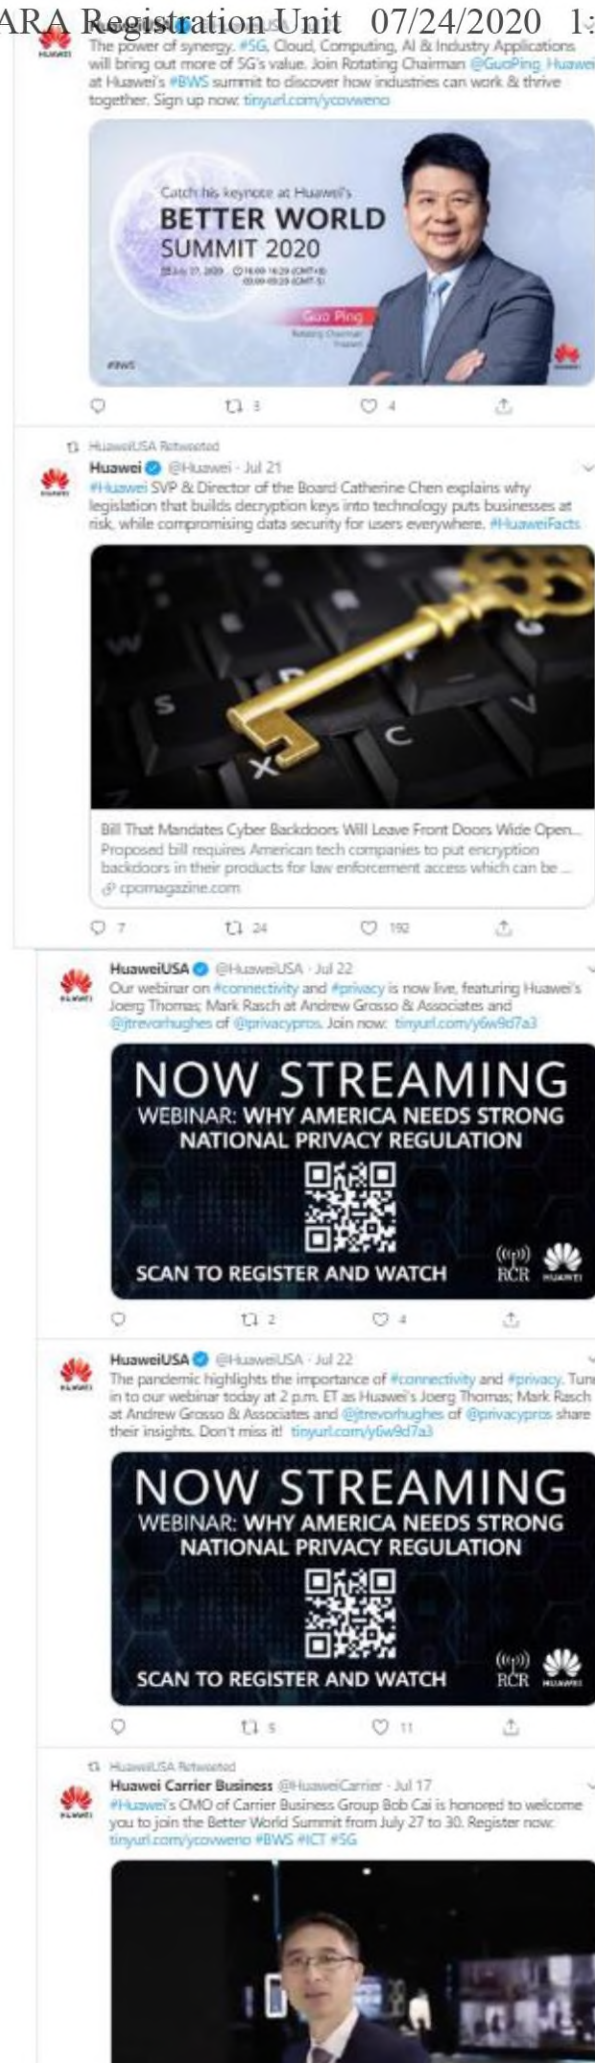 ARA Registration Unit 07/24/2020 1:
The power of synergy. #5G, Cloud, Computing, AI & Industry Applications
will bring out more of 5G's value. Join Rotating Chairman @GuoPing_Huawei
at Huawei's #BWS summit to discover how industries can work & thrive
together. Sign up now: tinyurl.com/ycovweno
Catch his keynote at Huawei's
BETTER WORLD
SUMMIT 2020
July 27, 2020
Guo Ping
Rotating Chairman
Huawei
#BWS
HUAWEI
3 4
HuaweiUSA Retweeted
Huawei @Huawei · Jul 21
#Huawei SVP & Director of the Board Catherine Chen explains why
legislation that builds decryption keys into technology puts businesses at
risk, while compromising data security for users everywhere. #HuaweiFacts
W
S
X
C
V
G
Bill That Mandates Cyber Backdoors Will Leave Front Doors Wide Open...
Proposed bill requires American tech companies to put encryption
backdoors in their products for law enforcement access which can be ...
cpomagazine.com
7 24 192
HuaweiUSA @HuaweiUSA · Jul 22
Our webinar on #connectivity and #privacy is now live, featuring Huawei's
Joerg Thomas; Mark Rasch at Andrew Grosso & Associates and
@jtrevorhughes of @privacypros. Join now: tinyurl.com/y6w9d7a3
NOW STREAMING
WEBINAR: WHY AMERICA NEEDS STRONG
NATIONAL PRIVACY REGULATION
SCAN TO REGISTER AND WATCH
RCR HUAWEI
2 4
HuaweiUSA @HuaweiUSA · Jul 22
The pandemic highlights the importance of #connectivity and #privacy. Tune
in to our webinar today at 2 p.m. ET as Huawei's Joerg Thomas; Mark Rasch
at Andrew Grosso & Associates and @jtrevorhughes of @privacypros share
their insights. Don't miss it! tinyurl.com/y6w9d7a3
NOW STREAMING
WEBINAR: WHY AMERICA NEEDS STRONG
NATIONAL PRIVACY REGULATION
SCAN TO REGISTER AND WATCH
RCR HUAWEI
5 11
HuaweiUSA Retweeted
Huawei Carrier Business @HuaweiCarrier · Jul 17
#Huawei's CMO of Carrier Business Group Bob Cai is honored to welcome
you to join the Better World Summit from July 27 to 30. Register now:
tinyurl.com/ycovweno #BWS #ICT #5G